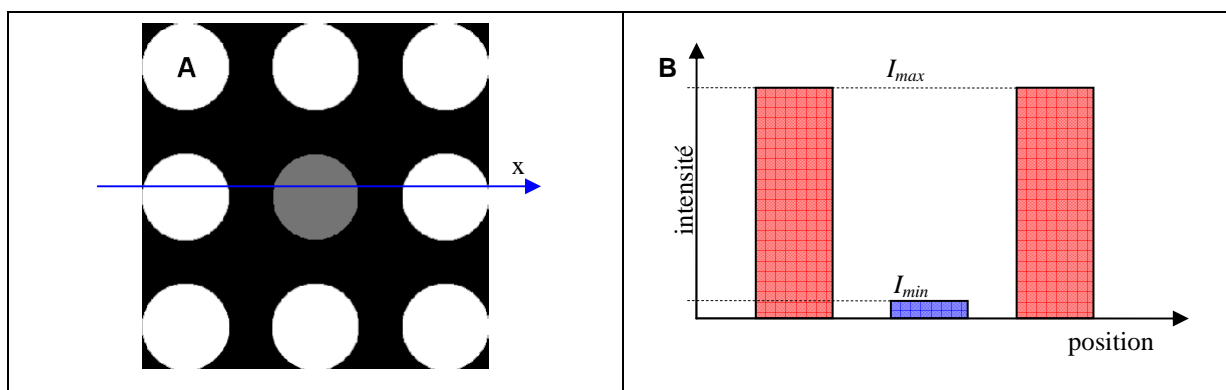 A
x
B
I_max
intensité
I_min
position